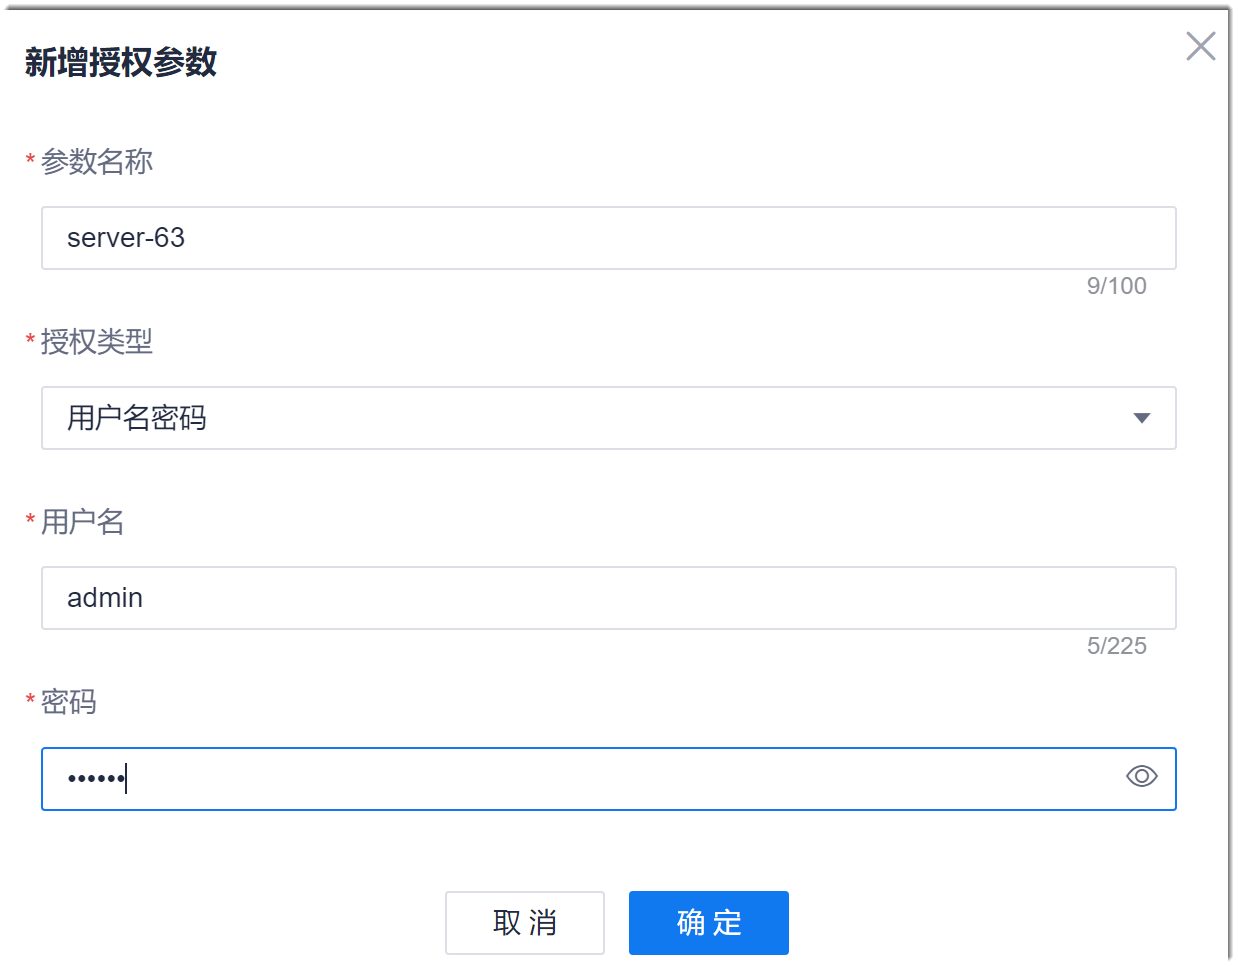 新增授权参数
* 参数名称
server-63
9/100
* 授权类型
用户名密码
* 用户名
admin
5/225
* 密码
••••••
取消
确定